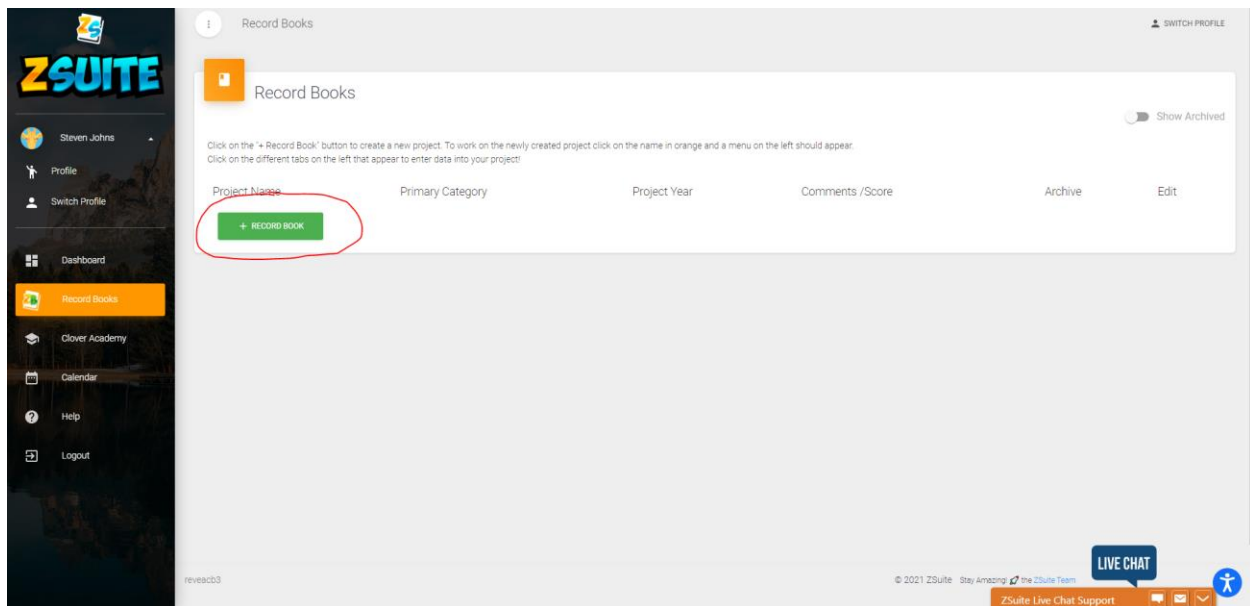 ZSUITE
Steven Johns
Profile
Switch Profile
Dashboard
Record Books
Clover Academy
Calendar
Help
Logout
Record Books
SWITCH PROFILE
Record Books
Show Archived
Click on the "+ Record Book" button to create a new project. To work on the newly created project click on the name in orange and a menu on the left should appear.
Click on the different tabs on the left that appear to enter data into your project!
Project Name Primary Category Project Year Comments /Score Archive Edit
+ RECORD BOOK
reveacb3
© 2021 ZSuite Stay Amazing! the ZSuite Team
LIVE CHAT
ZSuite Live Chat Support